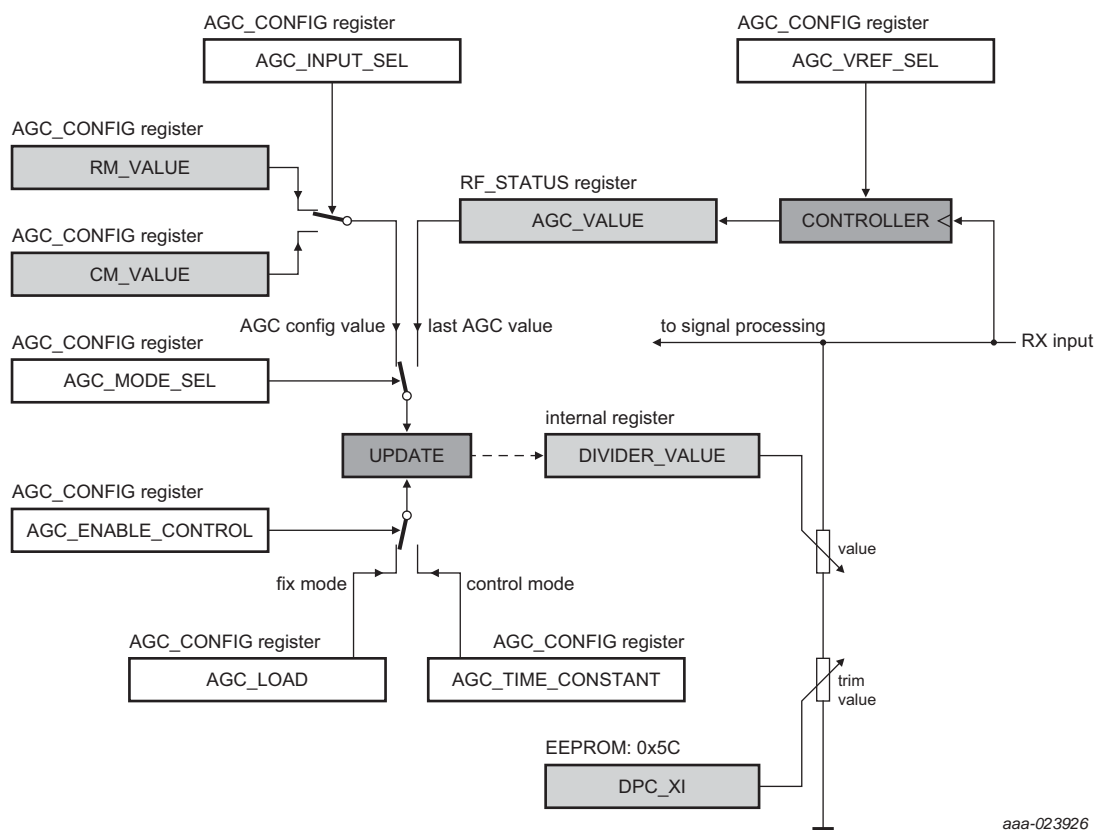 AGC_CONFIG register
AGC_INPUT_SEL
AGC_CONFIG register
AGC_VREF_SEL
AGC_CONFIG register
RM_VALUE
RF_STATUS register
AGC_VALUE
CONTROLLER
AGC_CONFIG register
CM_VALUE
AGC config value
last AGC value
to signal processing
RX input
AGC_CONFIG register
AGC_MODE_SEL
UPDATE
internal register
DIVIDER_VALUE
AGC_CONFIG register
AGC_ENABLE_CONTROL
value
fix mode
control mode
AGC_CONFIG register
AGC_LOAD
AGC_CONFIG register
AGC_TIME_CONSTANT
trim
value
EEPROM: 0x5C
DPC_XI
aaa-023926